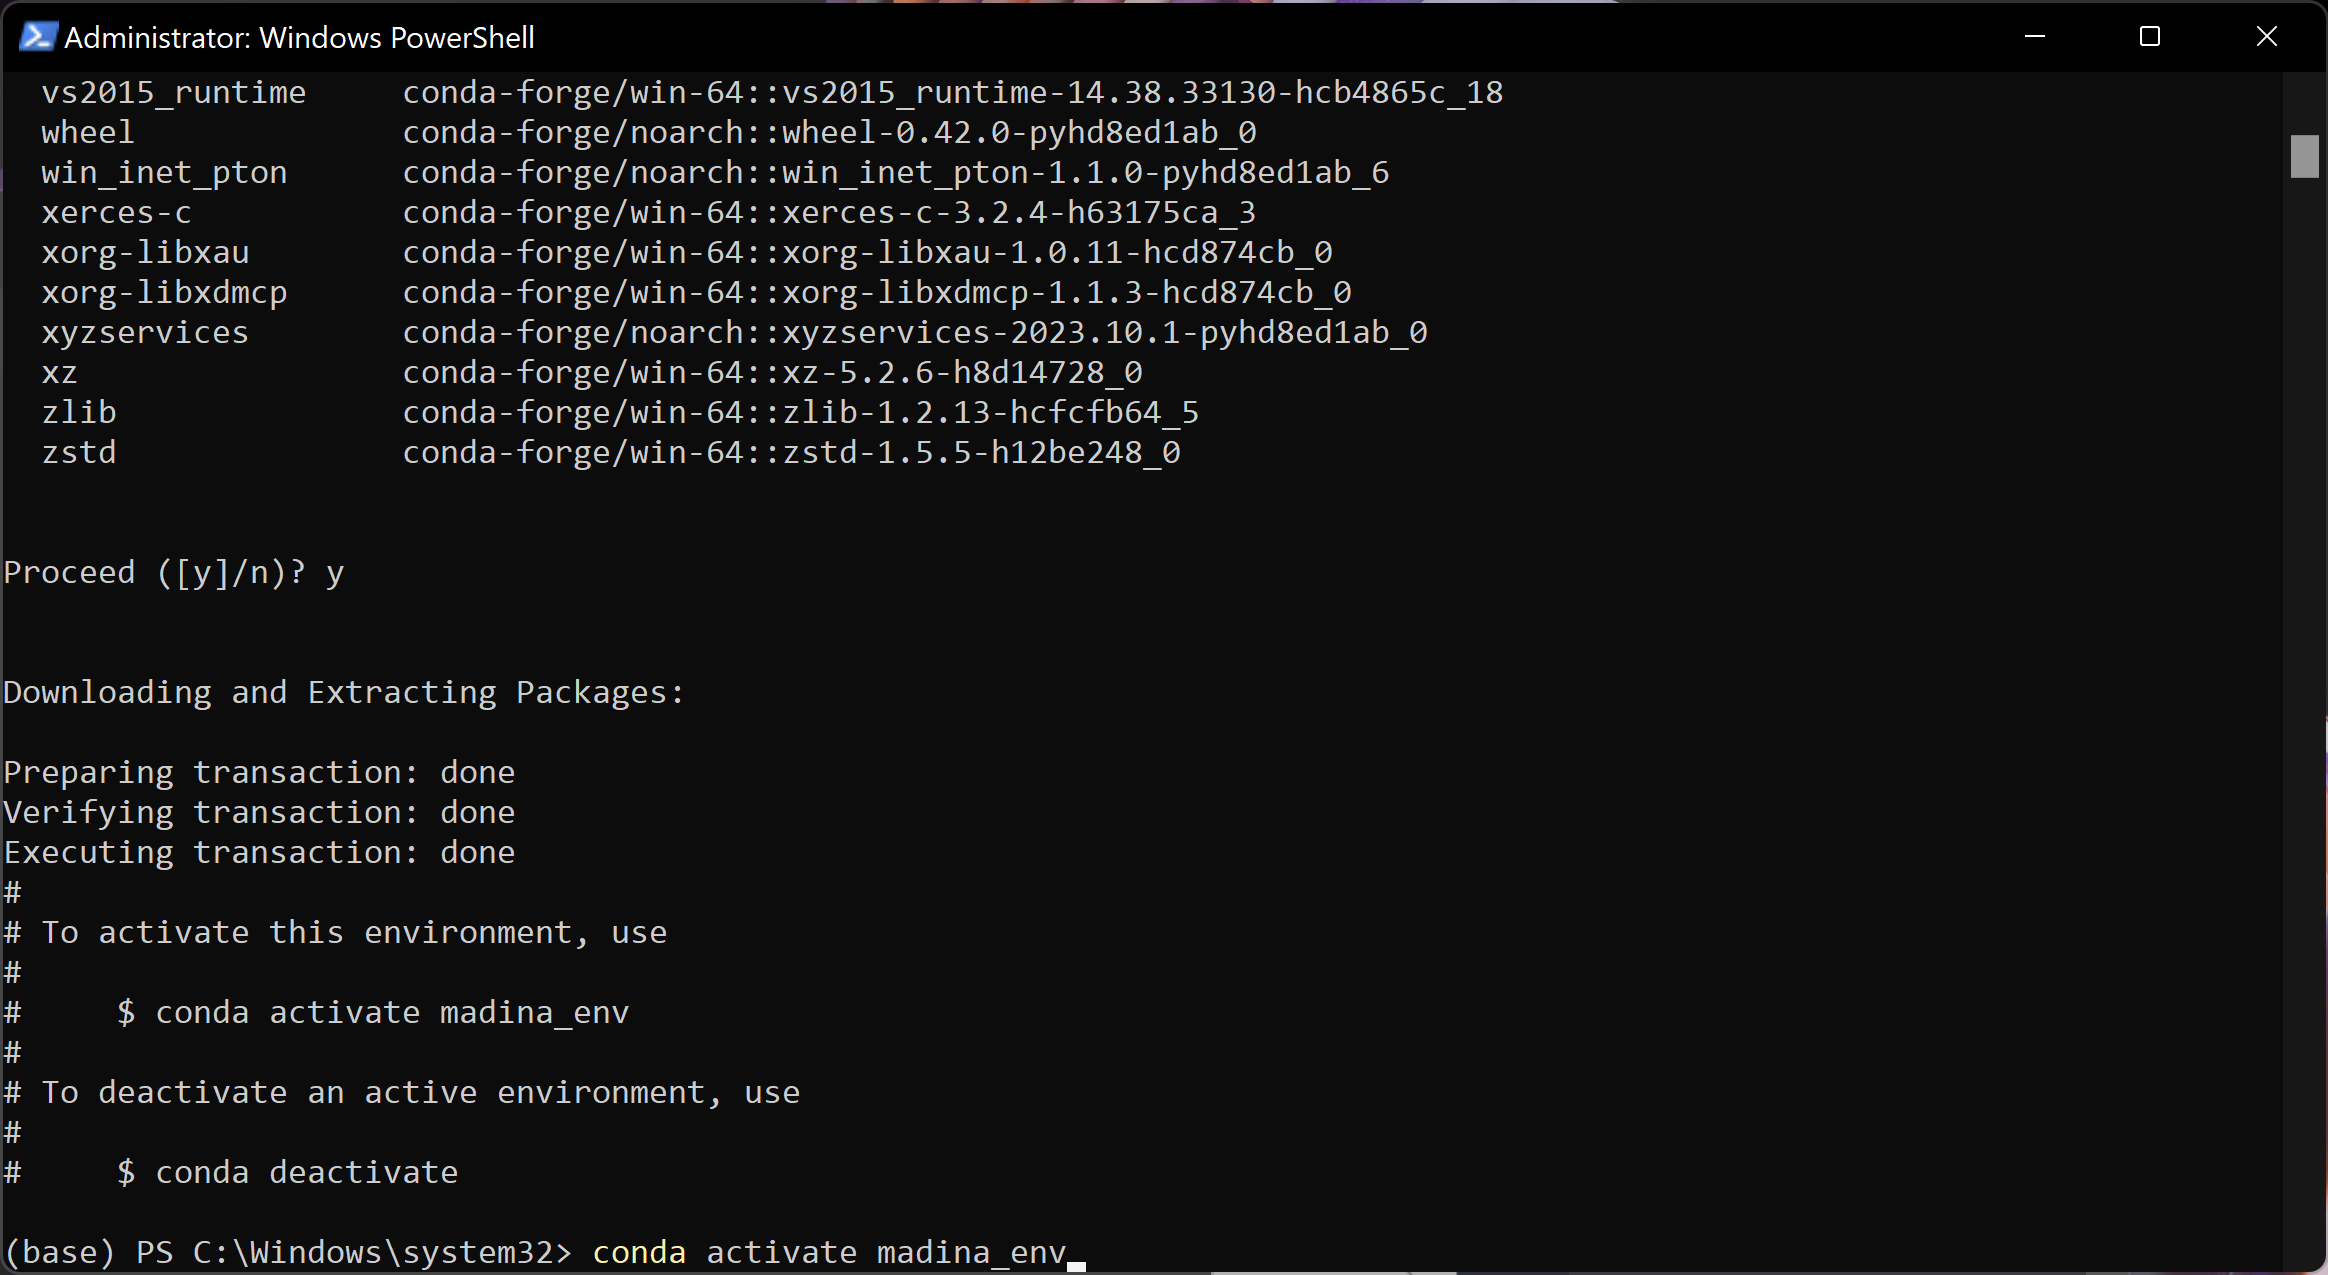 Administrator: Windows PowerShell
vs2015_runtime conda-forge/win-64::vs2015_runtime-14.38.33130-hcb4865c_18
wheel conda-forge/noarch::wheel-0.42.0-pyhd8ed1ab_0
win_inet_pton conda-forge/noarch::win_inet_pton-1.1.0-pyhd8ed1ab_6
xerces-c conda-forge/win-64::xerces-c-3.2.4-h63175ca_3
xorg-libxau conda-forge/win-64::xorg-libxau-1.0.11-hcd874cb_0
xorg-libxdmcp conda-forge/win-64::xorg-libxdmcp-1.1.3-hcd874cb_0
xyzservices conda-forge/noarch::xyzservices-2023.10.1-pyhd8ed1ab_0
xz conda-forge/win-64::xz-5.2.6-h8d14728_0
zlib conda-forge/win-64::zlib-1.2.13-hcfcfb64_5
zstd conda-forge/win-64::zstd-1.5.5-h12be248_0
Proceed ([y]/n)? y
Downloading and Extracting Packages:
Preparing transaction: done
Verifying transaction: done
Executing transaction: done
#
# To activate this environment, use
#
# $ conda activate madina_env
#
# To deactivate an active environment, use
#
# $ conda deactivate
(base) PS C:\Windows\system32> conda activate madina_env